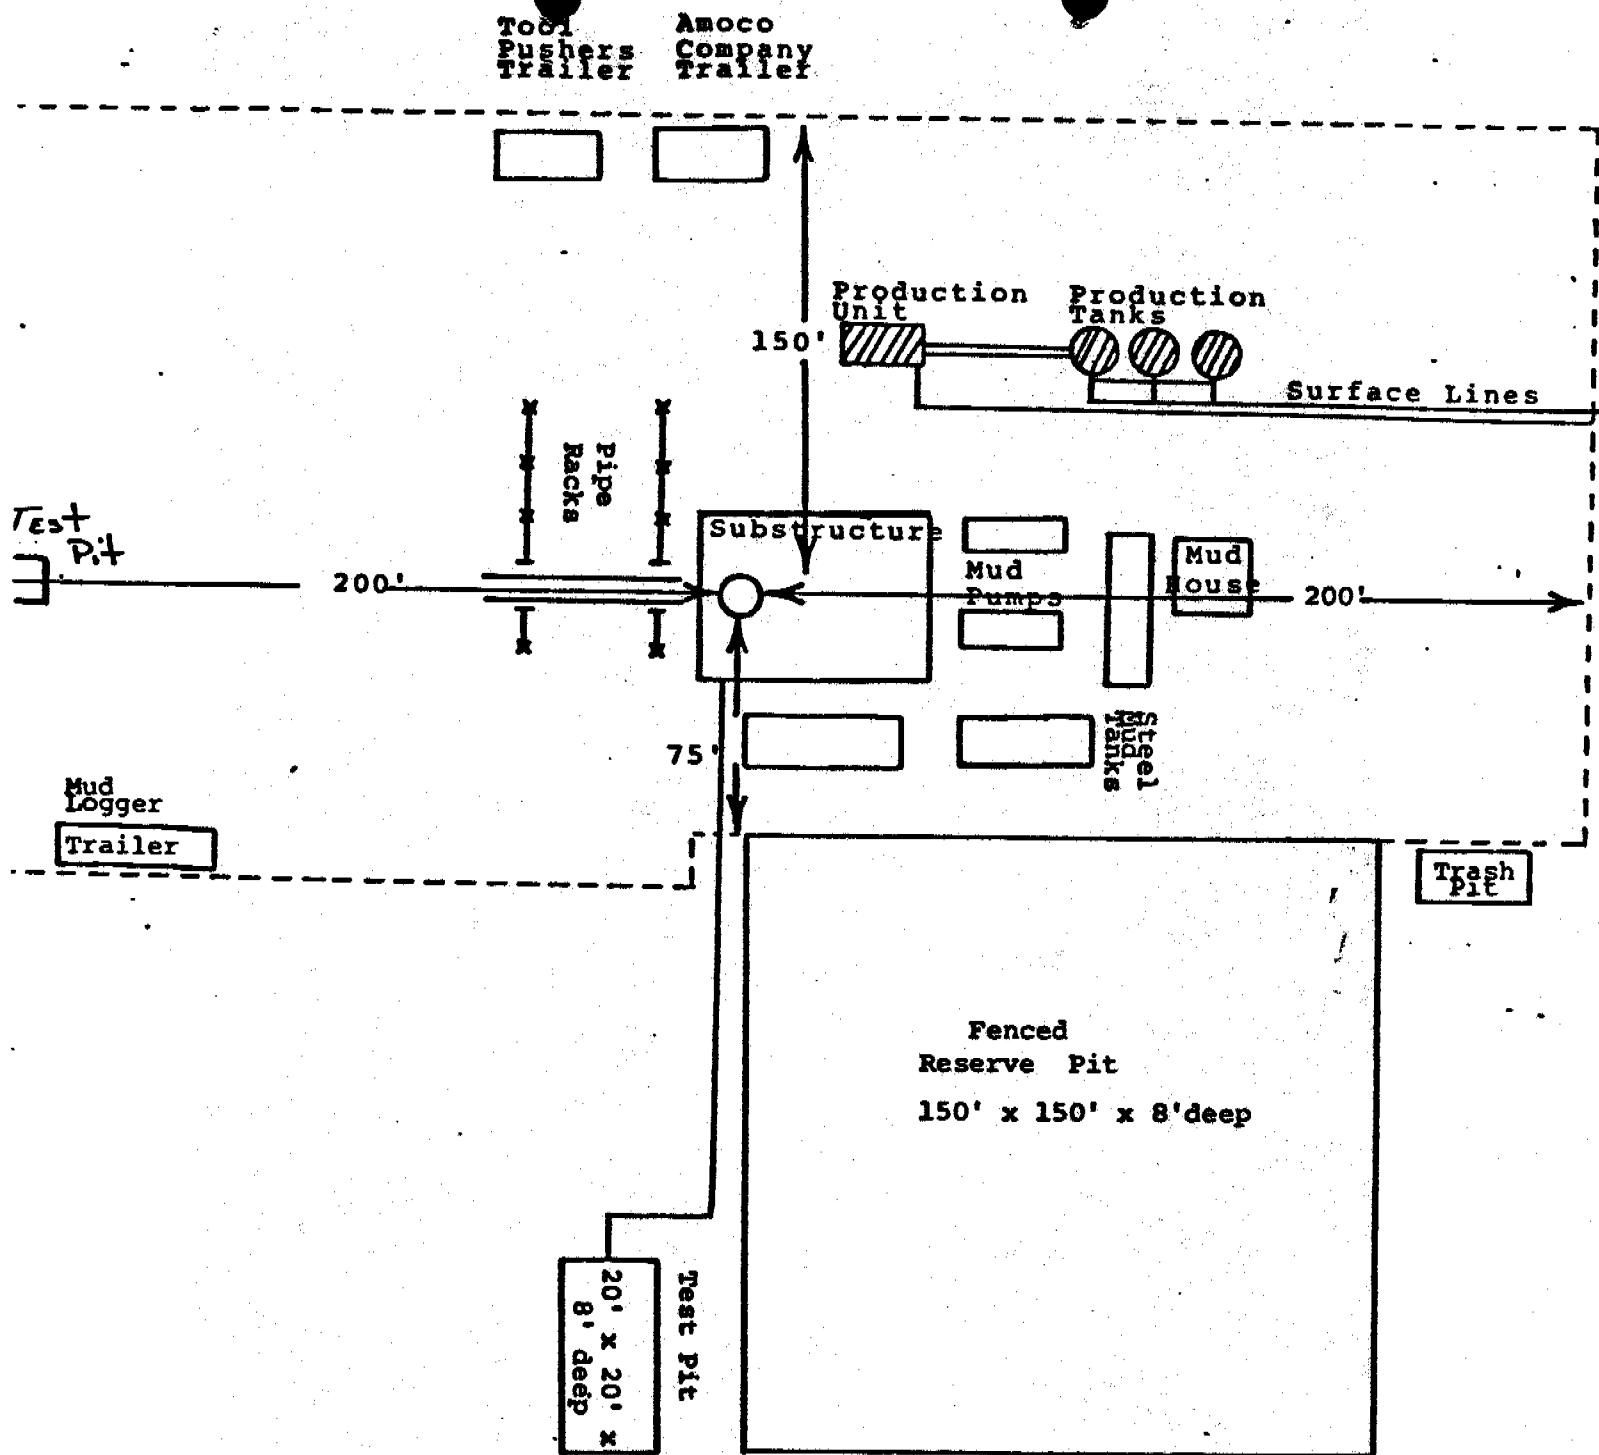 Tool
Pushers
Trailer
Amoco
Company
Trailer
Production
Unit
Production
Tanks
150'
Surface Lines
Pipe
Racks
Test
Pit
200'
Substructure
Mud
Pumps
Mud
House
200'
75'
Steel
Mud
Tanks
Mud
Logger
Trailer
Trash
Pit
Fenced
Reserve Pit
150' x 150' x 8'deep
Test Pit
20' x 20' x
8' deep